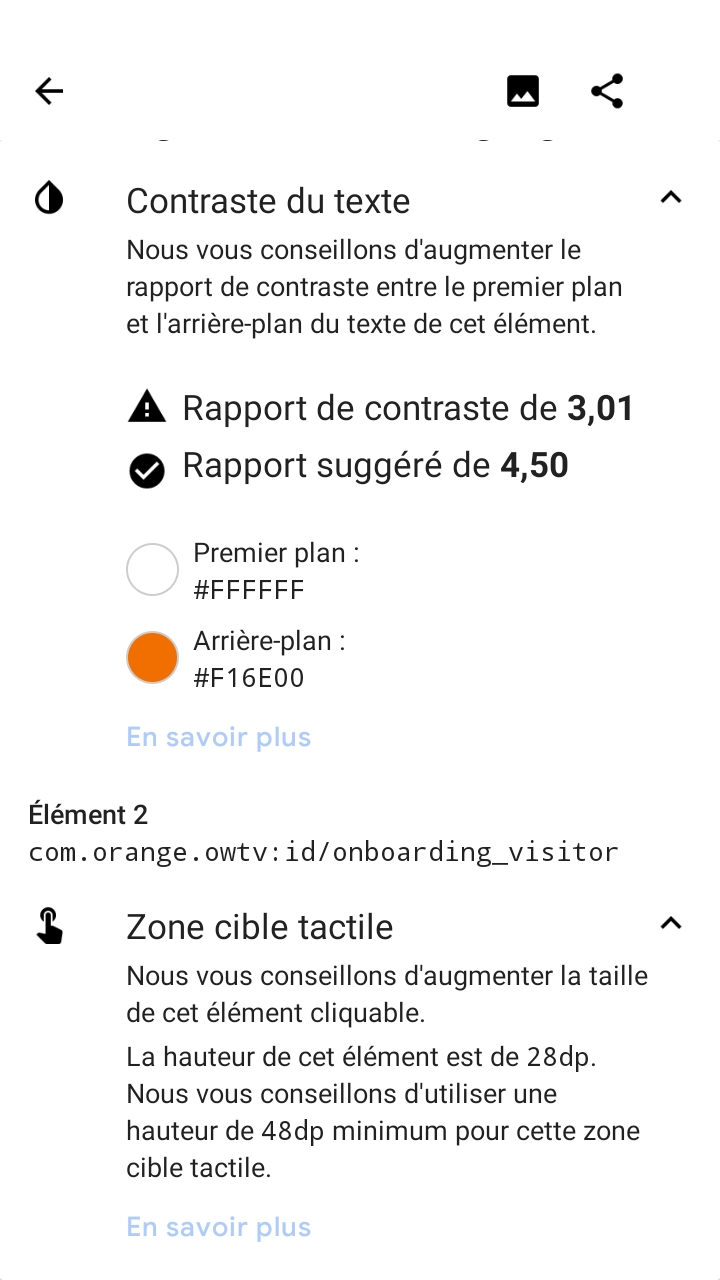 Contraste du texte
Nous vous conseillons d'augmenter le
rapport de contraste entre le premier plan
et l'arrière-plan du texte de cet élément.
Rapport de contraste de 3,01
Rapport suggéré de 4,50
Premier plan :
#FFFFFF
Arrière-plan :
#F16E00
En savoir plus
Élément 2
com.orange.owtv:id/onboarding_visitor
Zone cible tactile
Nous vous conseillons d'augmenter la taille
de cet élément cliquable.
La hauteur de cet élément est de 28dp.
Nous vous conseillons d'utiliser une
hauteur de 48dp minimum pour cette zone
cible tactile.
En savoir plus